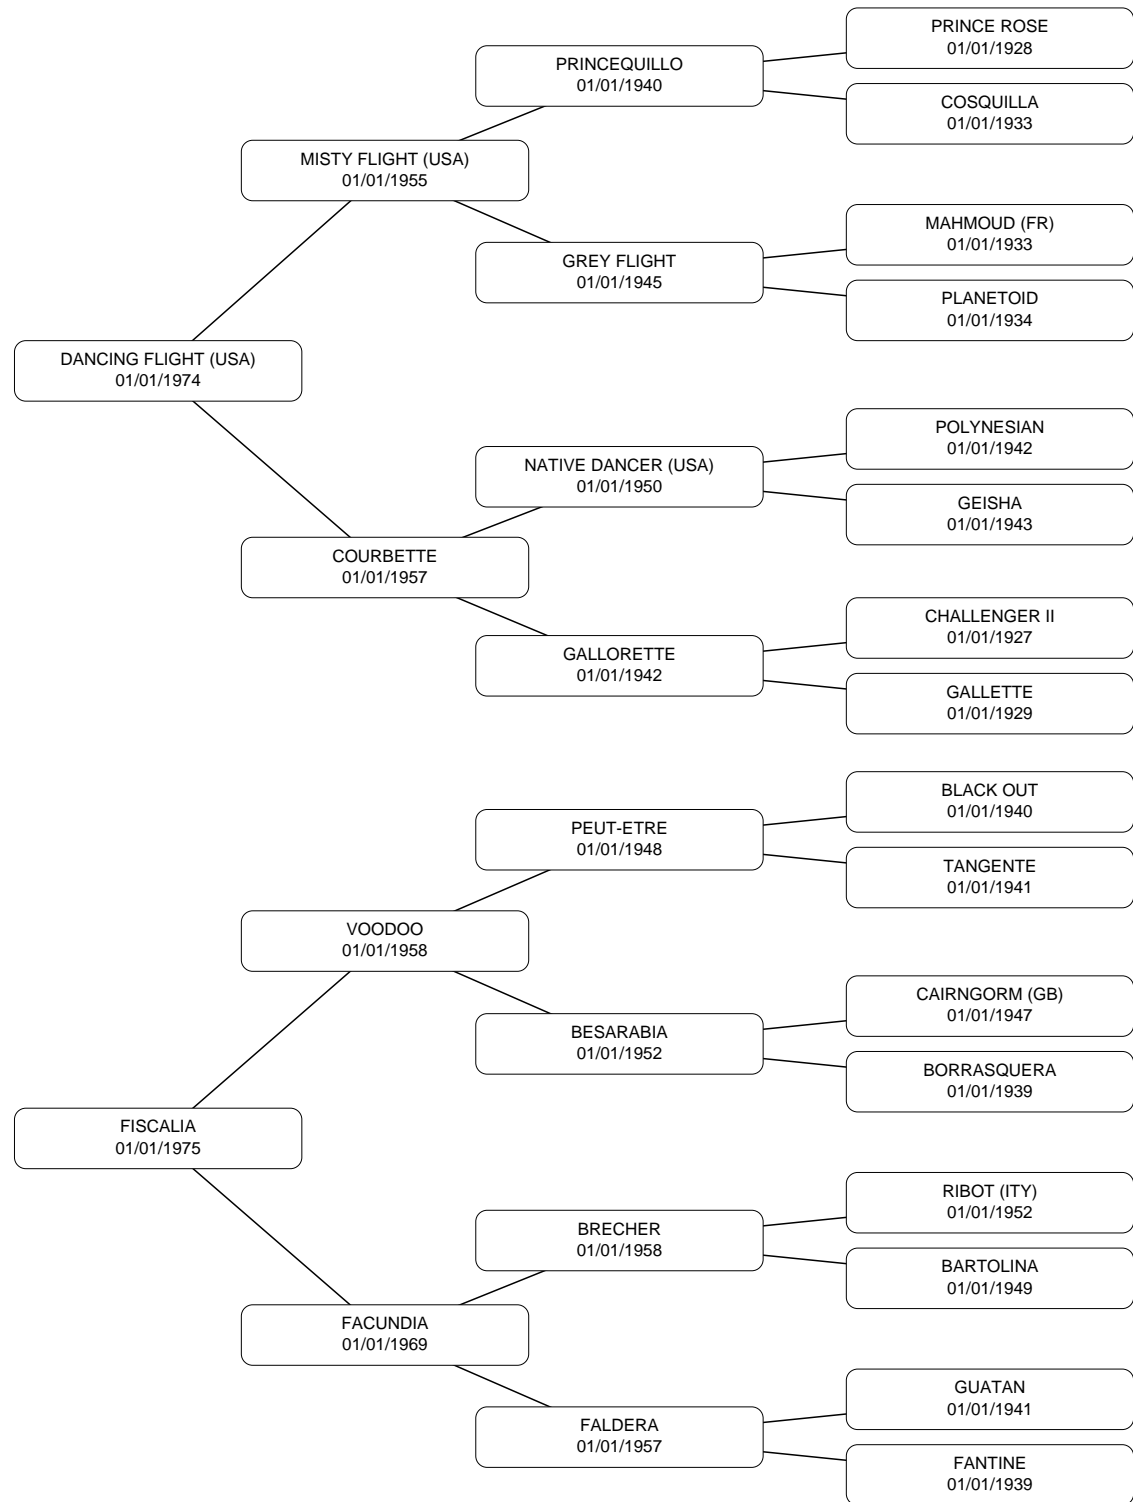 PRINCE ROSE
01/01/1928
PRINCEQUILLO
01/01/1940
COSQUILLA
01/01/1933
MISTY FLIGHT (USA)
01/01/1955
MAHMOUD (FR)
01/01/1933
GREY FLIGHT
01/01/1945
PLANETOID
01/01/1934
DANCING FLIGHT (USA)
01/01/1974
POLYNESIAN
01/01/1942
NATIVE DANCER (USA)
01/01/1950
GEISHA
01/01/1943
COURBETTE
01/01/1957
CHALLENGER II
01/01/1927
GALLORETTE
01/01/1942
GALLETTE
01/01/1929
BLACK OUT
01/01/1940
PEUT-ETRE
01/01/1948
TANGENTE
01/01/1941
VOODOO
01/01/1958
CAIRNGORM (GB)
01/01/1947
BESARABIA
01/01/1952
BORRASQUERA
01/01/1939
FISCALIA
01/01/1975
RIBOT (ITY)
01/01/1952
BRECHER
01/01/1958
BARTOLINA
01/01/1949
FACUNDIA
01/01/1969
GUATAN
01/01/1941
FALDERA
01/01/1957
FANTINE
01/01/1939